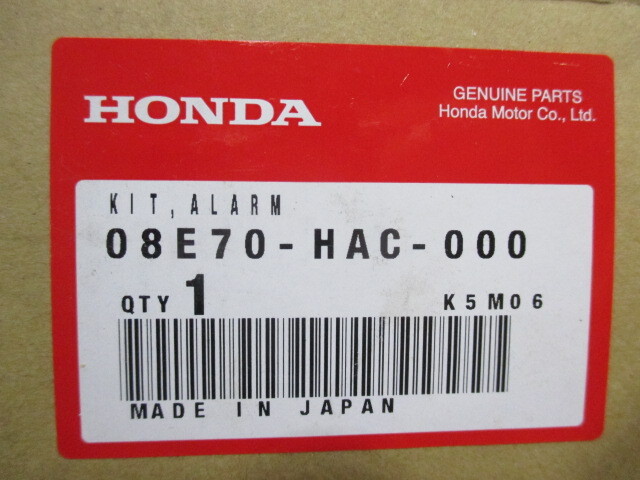 HONDA
GENUINE PARTS
Honda Motor Co., Ltd.
KIT, ALARM
08E70-HAC-000
QTY 1 K5M06
MADE IN JAPAN